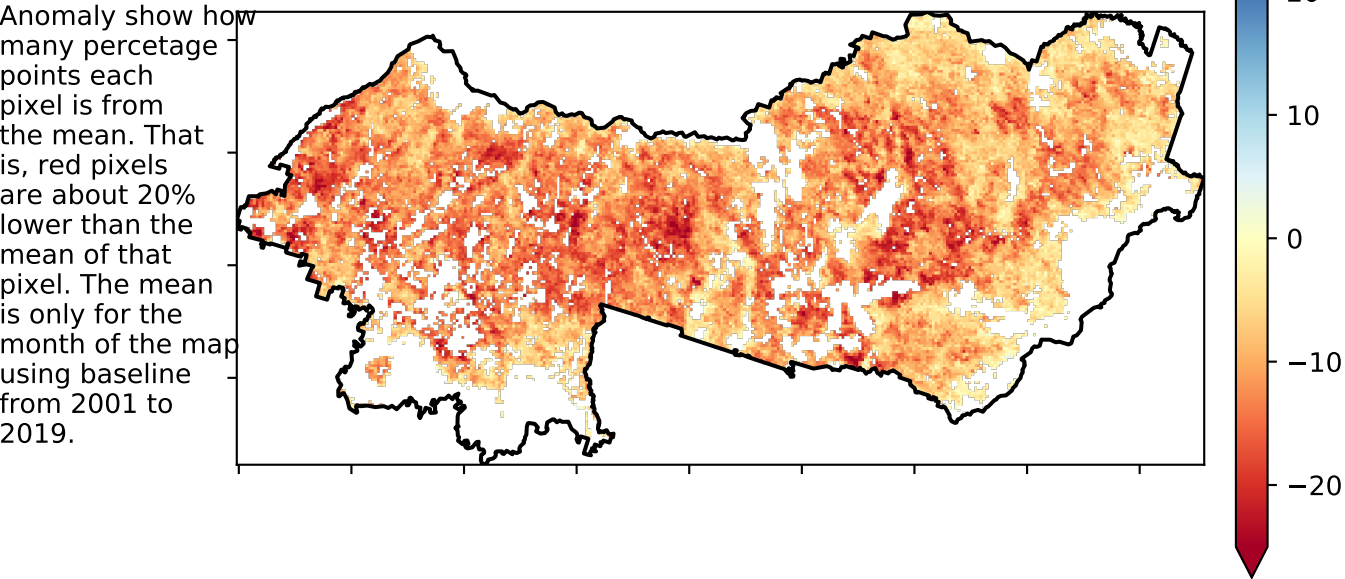 Anomaly show how
many percetage
points each
pixel is from
the mean. That
is, red pixels
are about 20%
lower than the
mean of that
pixel. The mean
is only for the
month of the map
using baseline
from 2001 to
2019.
10
0
−10
−20